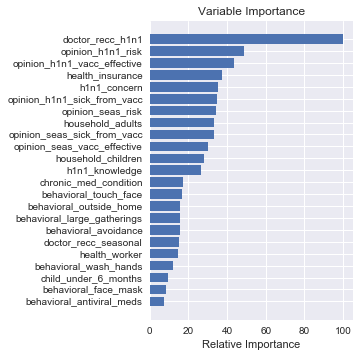 Variable Importance
doctor_recc_h1n1
opinion_h1n1_risk
opinion_h1n1_vacc_effective
health_insurance
h1n1_concern
opinion_h1n1_sick_from_vacc
opinion_seas_risk
household_adults
opinion_seas_sick_from_vacc
opinion_seas_vacc_effective
household_children
h1n1_knowledge
chronic_med_condition
behavioral_touch_face
behavioral_outside_home
behavioral_large_gatherings
behavioral_avoidance
doctor_recc_seasonal
health_worker
behavioral_wash_hands
child_under_6_months
behavioral_face_mask
behavioral_antiviral_meds
0 20 40 60 80 100
Relative Importance